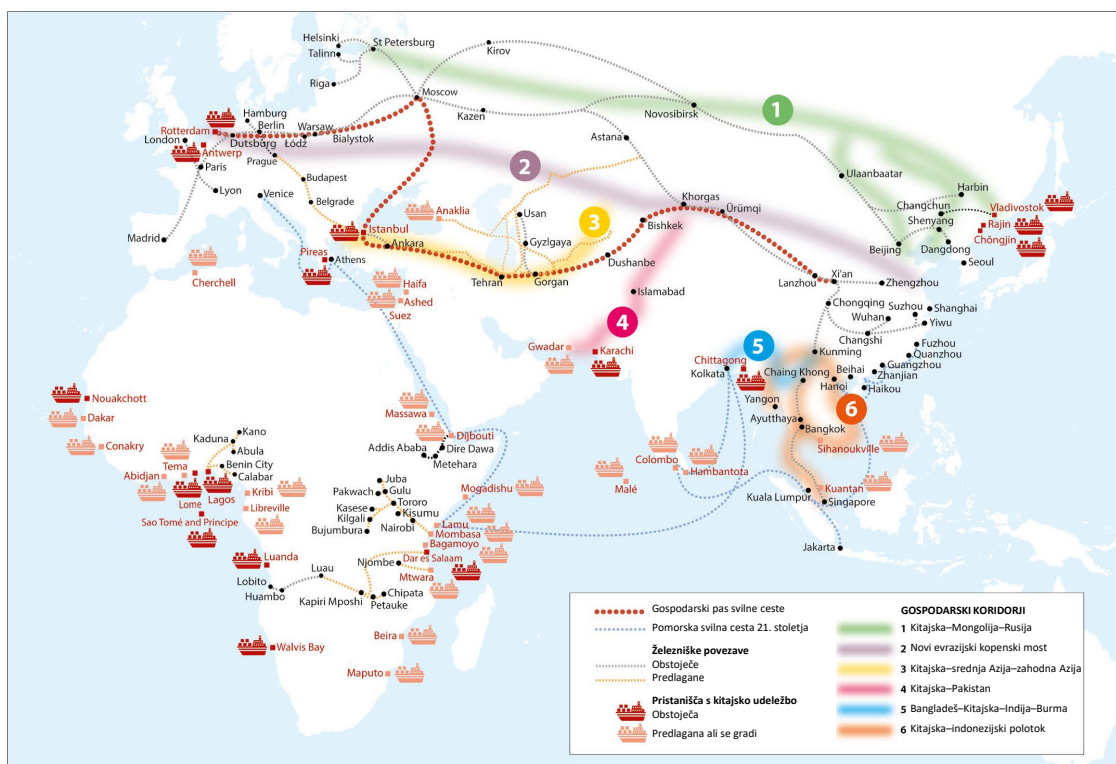 Helsinki
St Petersburg
Talinn
Riga
Kirov
Moscow
Kazen
Novosibirsk
1
Hamburg
Berlin
Rotterdam
London
Antwerp
Dutsburg
Łódź
Warsaw
Bialystok
Prague
Paris
Lyon
Venice
Budapest
Belgrade
Madrid
Astana
2
Ulaanbaatar
Harbin
Changchun
Vladivostok
Shenyang
Rajin
Chŏngjin
Dangdong
Beijing
Seoul
Khorgas
Ürümqi
Usan
Anaklia
3
Bishkek
Gyzlgaya
Istanbul
Ankara
Pireas
Athens
Tehran
Gorgan
Dushanbe
Lanzhou
Xi'an
Zhengzhou
Cherchell
Haifa
Ashed
Suez
Islamabad
4
Gwadar
Karachi
Chongqing
Suzhou
Shanghai
Wuhan
Yiwu
Changshi
Fuzhou
Quanzhou
Kunming
Guangzhou
Zhanjian
5
Chittagong
Kolkata
Chaing Khong
Beihai
Hanoi
Haikou
Yangon
6
Ayutthaya
Bangkok
Sihanoukville
Nouakchott
Dakar
Conakry
Massawa
Dijbouti
Addis Ababa
Dire Dawa
Metehara
Colombo
Hambantota
Malé
Kuantan
Kuala Lumpur
Singapore
Jakarta
Kano
Kaduna
Abula
Tema
Benin City
Abidjan
Calabar
Lome
Lagos
Kribi
Libreville
Sao Tomé and Principe
Juba
Pakwach
Gulu
Mogadishu
Kasese
Tororo
Kisumu
Kilgali
Bujumbura
Nairobi
Lamu
Mombasa
Bagamoyo
Dar es Salaam
Njombe
Mtwara
Luanda
Lobito
Luau
Huambo
Kapiri Mposhi
Chipata
Petauke
Beira
Walvis Bay
Maputo
Gospodarski pas svilne ceste
Pomorska svilna cesta 21. stoletja
Železniške povezave
Obstoječe
Predlagane
Pristanišča s kitajsko udeležbo
Obstoječa
Predlagana ali se gradi
GOSPODARSKI KORIDORJI
1 Kitajska–Mongolija–Rusija
2 Novi evrazijski kopenski most
3 Kitajska–srednja Azija–zahodna Azija
4 Kitajska–Pakistan
5 Bangladeš–Kitajska–Indija–Burma
6 Kitajska–indonezijski polotok